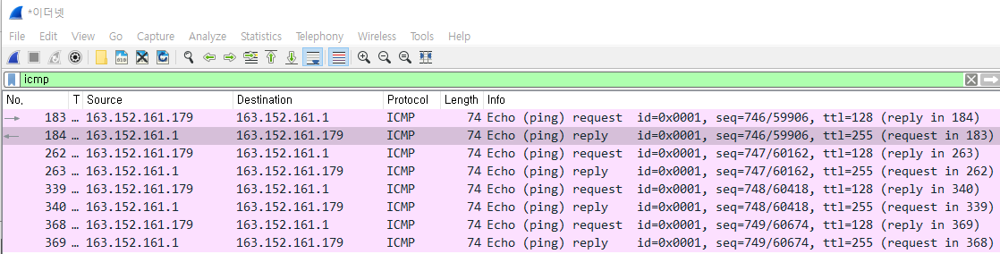 *이더넷
File Edit View Go Capture Analyze Statistics Telephony Wireless Tools Help
icmp
No. T Source Destination Protocol Length Info
183 … 163.152.161.179 163.152.161.1 ICMP 74 Echo (ping) request id=0x0001, seq=746/59906, ttl=128 (reply in 184)
184 … 163.152.161.1 163.152.161.179 ICMP 74 Echo (ping) reply id=0x0001, seq=746/59906, ttl=255 (request in 183)
262 … 163.152.161.179 163.152.161.1 ICMP 74 Echo (ping) request id=0x0001, seq=747/60162, ttl=128 (reply in 263)
263 … 163.152.161.1 163.152.161.179 ICMP 74 Echo (ping) reply id=0x0001, seq=747/60162, ttl=255 (request in 262)
339 … 163.152.161.179 163.152.161.1 ICMP 74 Echo (ping) request id=0x0001, seq=748/60418, ttl=128 (reply in 340)
340 … 163.152.161.1 163.152.161.179 ICMP 74 Echo (ping) reply id=0x0001, seq=748/60418, ttl=255 (request in 339)
368 … 163.152.161.179 163.152.161.1 ICMP 74 Echo (ping) request id=0x0001, seq=749/60674, ttl=128 (reply in 369)
369 … 163.152.161.1 163.152.161.179 ICMP 74 Echo (ping) reply id=0x0001, seq=749/60674, ttl=255 (request in 368)